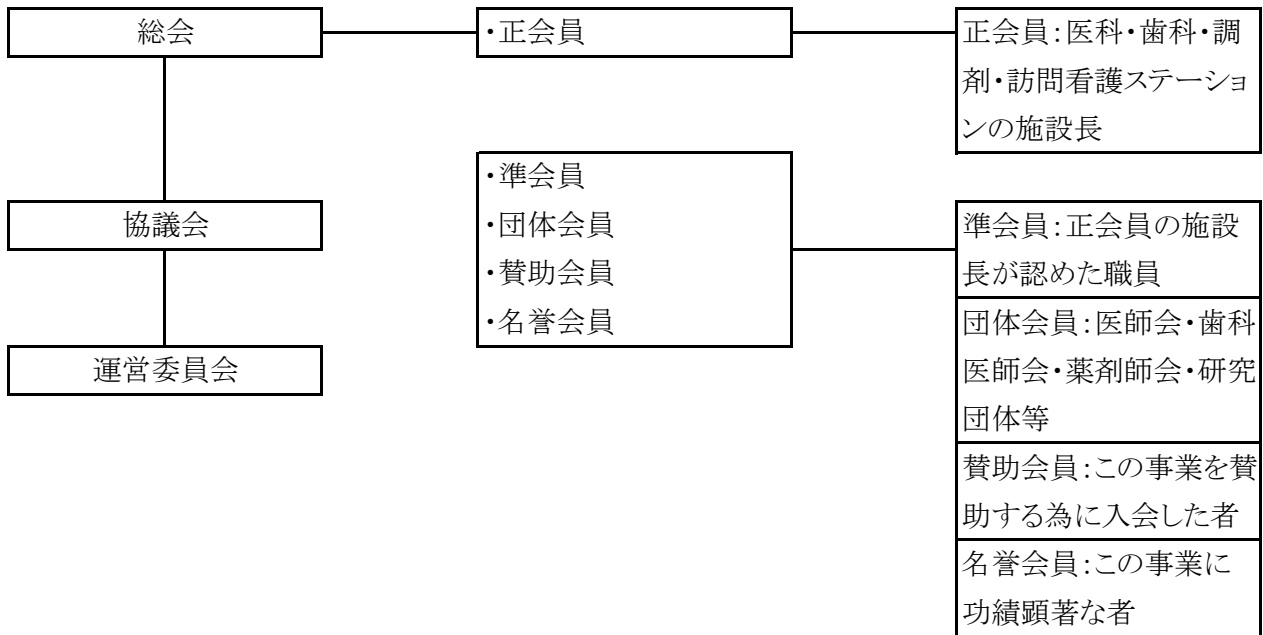 総会
・正会員
正会員：医科・歯科・調
剤・訪問看護ステーショ
ンの施設長
・準会員
・団体会員
・賛助会員
・名誉会員
協議会
運営委員会
準会員：正会員の施設
長が認めた職員
団体会員：医師会・歯科
医師会・薬剤師会・研究
団体等
賛助会員：この事業を賛
助する為に入会した者
名誉会員：この事業に
功績顕著な者